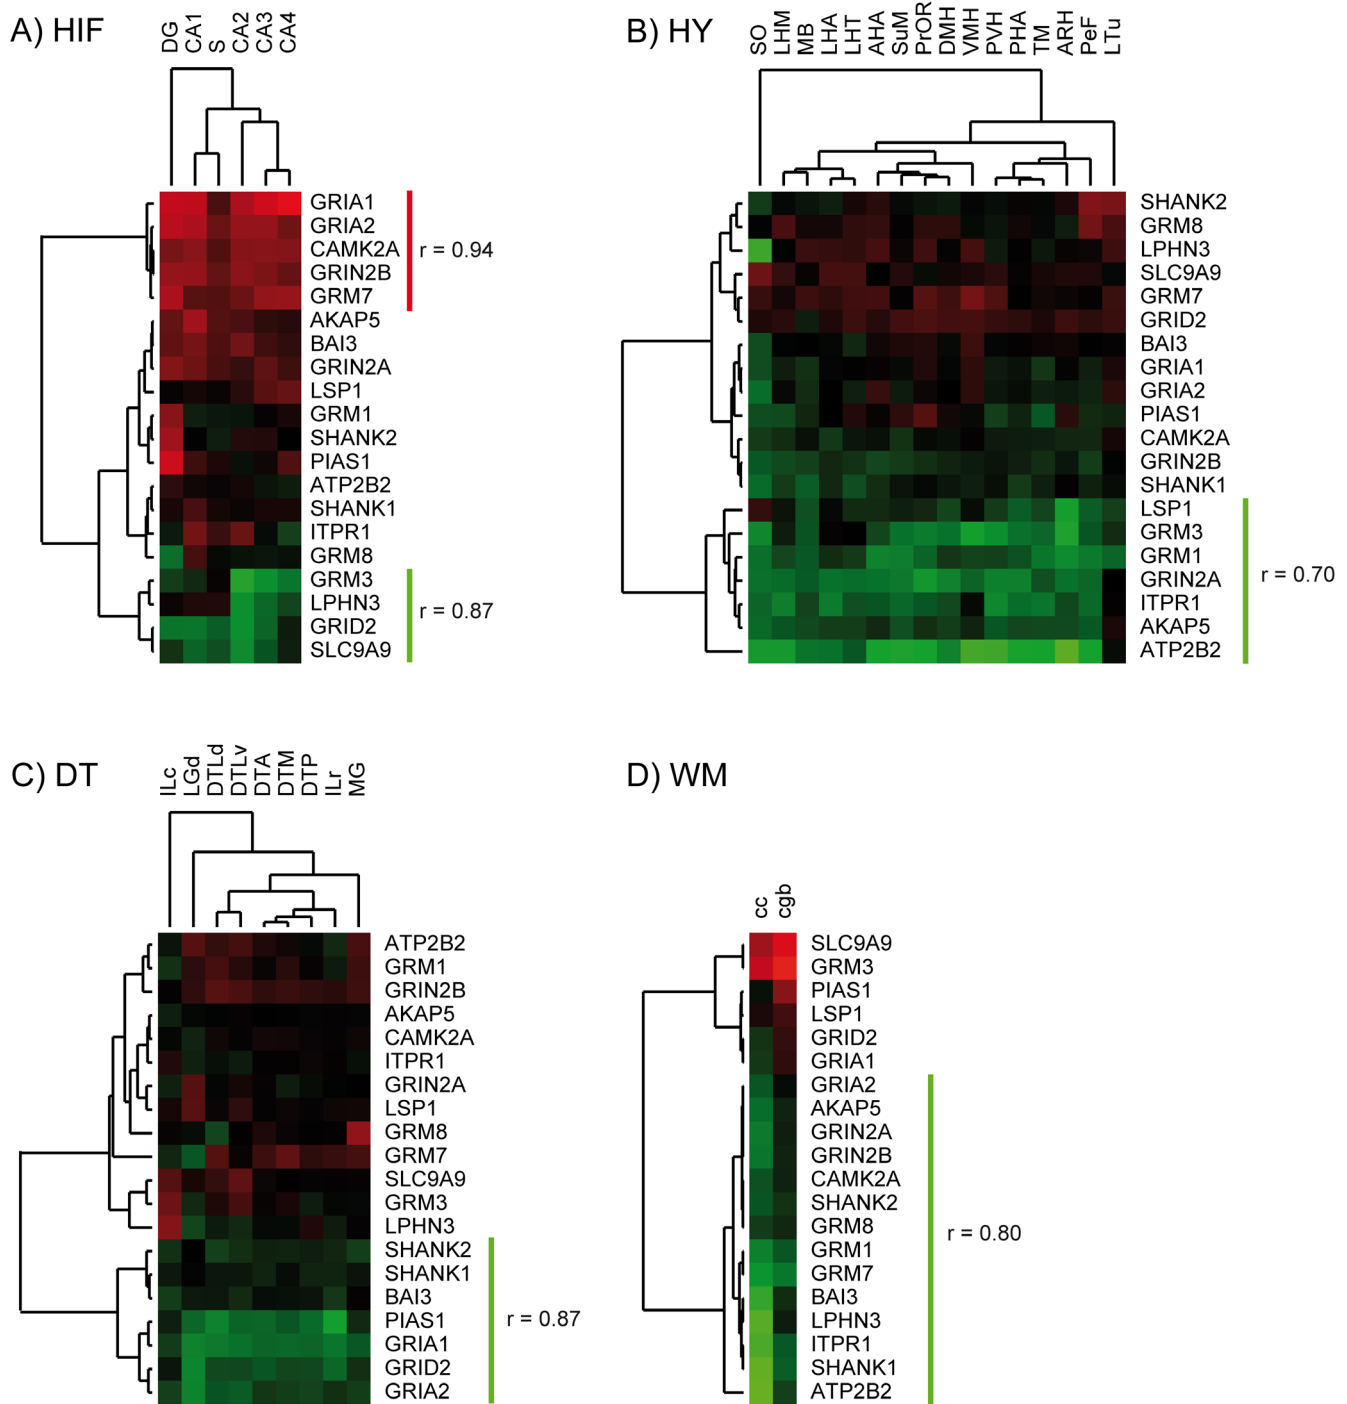 A) HIF
DG
CA1
S
CA2
CA3
CA4
GRIA1
GRIA2
CAMK2A
GRIN2B
GRM7
AKAP5
BAI3
GRIN2A
LSP1
GRM1
SHANK2
PIAS1
ATP2B2
SHANK1
ITPR1
GRM8
GRM3
LPHN3
GRID2
SLC9A9
r = 0.94
r = 0.87
B) HY
SO
LHM
MB
LHA
LHT
AHA
SuM
PrOR
DMH
VMH
PVH
PHA
TM
ARH
PeF
LTu
SHANK2
GRM8
LPHN3
SLC9A9
GRM7
GRID2
BAI3
GRIA1
GRIA2
PIAS1
CAMK2A
GRIN2B
SHANK1
LSP1
GRM3
GRM1
GRIN2A
ITPR1
AKAP5
ATP2B2
r = 0.70
C) DT
ILc
LGd
DTLd
DTLv
DTA
DTM
DTP
ILr
MG
ATP2B2
GRM1
GRIN2B
AKAP5
CAMK2A
ITPR1
GRIN2A
LSP1
GRM8
GRM7
SLC9A9
GRM3
LPHN3
SHANK2
SHANK1
BAI3
PIAS1
GRIA1
GRID2
GRIA2
r = 0.87
D) WM
cc
cgb
SLC9A9
GRM3
PIAS1
LSP1
GRID2
GRIA1
GRIA2
AKAP5
GRIN2A
GRIN2B
CAMK2A
SHANK2
GRM8
GRM1
GRM7
BAI3
LPHN3
ITPR1
SHANK1
ATP2B2
r = 0.80